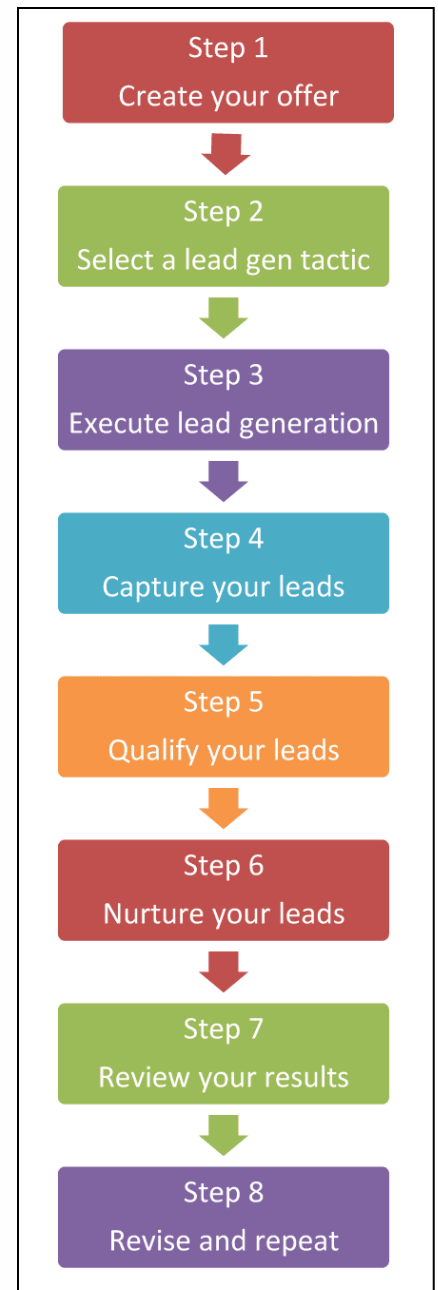 Step 1
Create your offer
Step 2
Select a lead gen tactic
Step 3
Execute lead generation
Step 4
Capture your leads
Step 5
Qualify your leads
Step 6
Nurture your leads
Step 7
Review your results
Step 8
Revise and repeat